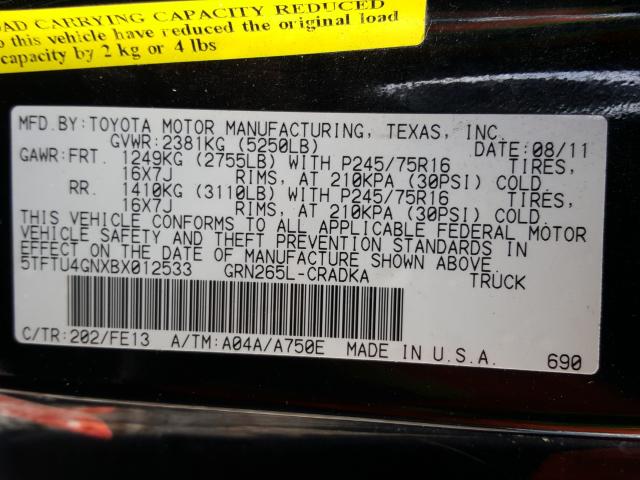 OAD CARRYING CAPACITY REDUCED
o this vehicle have reduced the original load
capacity by 2 kg or 4 lbs
MFD.BY:TOYOTA MOTOR MANUFACTURING, TEXAS, INC.
GVWR:2381KG (5250LB) DATE:08/11
GAWR:FRT. 1249KG (2755LB) WITH P245/75R16 TIRES,
16X7J RIMS, AT 210KPA (30PSI) COLD.
RR. 1410KG (3110LB) WITH P245/75R16 TIRES,
16X7J RIMS, AT 210KPA (30PSI) COLD.
THIS VEHICLE CONFORMS TO ALL APPLICABLE FEDERAL MOTOR
VEHICLE SAFETY AND THEFT PREVENTION STANDARDS IN
EFFECT ON THE DATE OF MANUFACTURE SHOWN ABOVE.
5TFTU4GNXBX012533 GRN265L-CRADKA TRUCK
C/TR:202/FE13 A/TM:A04A/A750E MADE IN U.S.A. 690